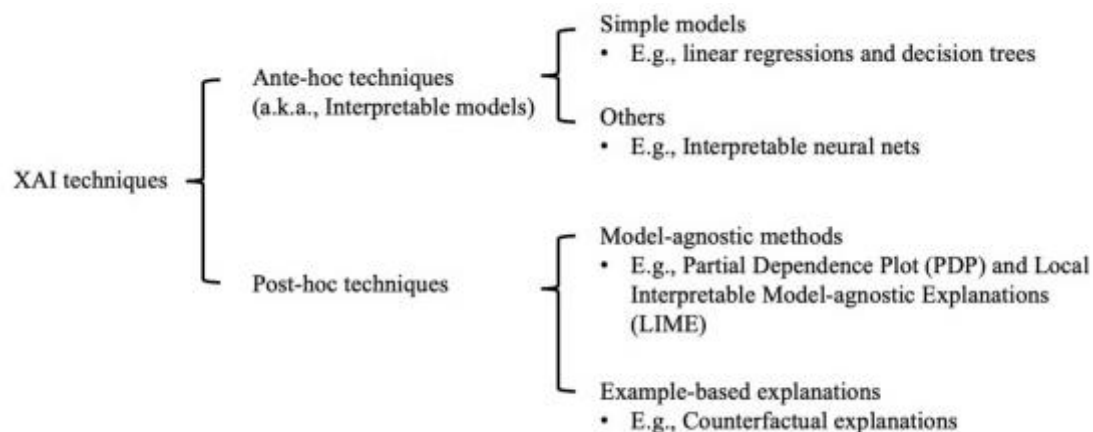 Simple models
• E.g., linear regressions and decision trees
Ante-hoc techniques
(a.k.a., Interpretable models)
Others
• E.g., Interpretable neural nets
XAI techniques
Model-agnostic methods
• E.g., Partial Dependence Plot (PDP) and Local
Interpretable Model-agnostic Explanations
(LIME)
Post-hoc techniques
Example-based explanations
• E.g., Counterfactual explanations